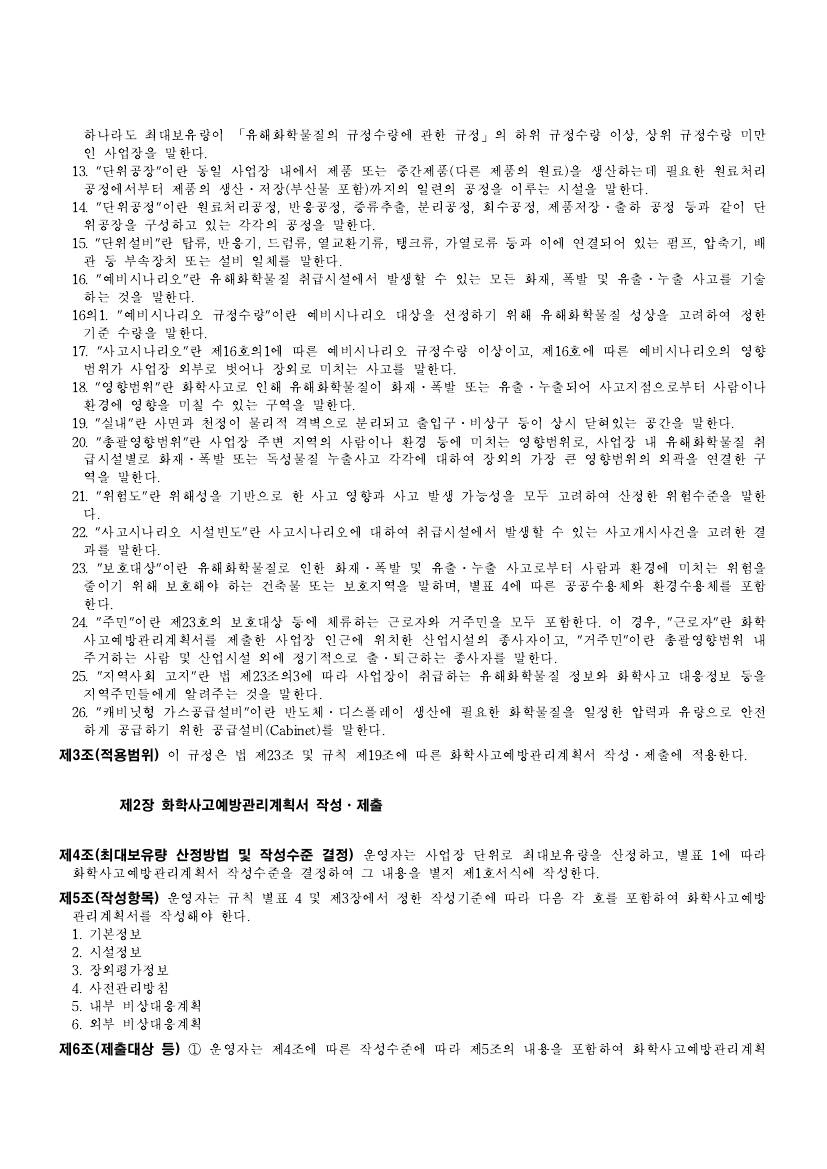 하나라도 최대보유량이 「유해화학물질의 규정수량에 관한 규정」의 하위 규정수량 이상, 상위 규정수량 미만
인 사업장을 말한다.
13. "단위공장"이란 동일 사업장 내에서 제품 또는 중간제품(다른 제품의 원료)을 생산하는데 필요한 원료처리
공정에서부터 제품의 생산ㆍ저장(부산물 포함)까지의 일련의 공정을 이루는 시설을 말한다.
14. "단위공정"이란 원료처리공정, 반응공정, 증류추출, 분리공정, 회수공정, 제품저장ㆍ출하 공정 등과 같이 단
위공장을 구성하고 있는 각각의 공정을 말한다.
15. "단위설비"란 탑류, 반응기, 드럼류, 열교환기류, 탱크류, 가열로류 등과 이에 연결되어 있는 펌프, 압축기, 배
관 등 부속장치 또는 설비 일체를 말한다.
16. "예비시나리오"란 유해화학물질 취급시설에서 발생할 수 있는 모든 화재, 폭발 및 유출ㆍ누출 사고를 기술
하는 것을 말한다.
16의1. "예비시나리오 규정수량"이란 예비시나리오 대상을 선정하기 위해 유해화학물질 성상을 고려하여 정한
기준 수량을 말한다.
17. "사고시나리오"란 제16호의1에 따른 예비시나리오 규정수량 이상이고, 제16호에 따른 예비시나리오의 영향
범위가 사업장 외부로 벗어나 장외로 미치는 사고를 말한다.
18. "영향범위"란 화학사고로 인해 유해화학물질이 화재ㆍ폭발 또는 유출ㆍ누출되어 사고지점으로부터 사람이나
환경에 영향을 미칠 수 있는 구역을 말한다.
19. "실내"란 사면과 천정이 물리적 격벽으로 분리되고 출입구ㆍ비상구 등이 상시 닫혀있는 공간을 말한다.
20. "총괄영향범위"란 사업장 주변 지역의 사람이나 환경 등에 미치는 영향범위로, 사업장 내 유해화학물질 취
급시설별로 화재ㆍ폭발 또는 독성물질 누출사고 각각에 대하여 장외의 가장 큰 영향범위의 외곽을 연결한 구
역을 말한다.
21. "위험도"란 위해성을 기반으로 한 사고 영향과 사고 발생 가능성을 모두 고려하여 산정한 위험수준을 말한
다.
22. "사고시나리오 시설빈도"란 사고시나리오에 대하여 취급시설에서 발생할 수 있는 사고개시사건을 고려한 결
과를 말한다.
23. "보호대상"이란 유해화학물질로 인한 화재ㆍ폭발 및 유출ㆍ누출 사고로부터 사람과 환경에 미치는 위험을
줄이기 위해 보호해야 하는 건축물 또는 보호지역을 말하며, 별표 4에 따른 공공수용체와 환경수용체를 포함
한다.
24. "주민"이란 제23호의 보호대상 등에 체류하는 근로자와 거주민을 모두 포함한다. 이 경우, "근로자"란 화학
사고예방관리계획서를 제출한 사업장 인근에 위치한 산업시설의 종사자이고, "거주민"이란 총괄영향범위 내
주거하는 사람 및 산업시설 외에 정기적으로 출ㆍ퇴근하는 종사자를 말한다.
25. "지역사회 고지"란 법 제23조의3에 따라 사업장이 취급하는 유해화학물질 정보와 화학사고 대응정보 등을
지역주민들에게 알려주는 것을 말한다.
26. "캐비닛형 가스공급설비"이란 반도체ㆍ디스플레이 생산에 필요한 화학물질을 일정한 압력과 유량으로 안전
하게 공급하기 위한 공급설비(Cabinet)를 말한다.
제3조(적용범위) 이 규정은 법 제23조 및 규칙 제19조에 따른 화학사고예방관리계획서 작성ㆍ제출에 적용한다.
제2장 화학사고예방관리계획서 작성ㆍ제출
제4조(최대보유량 산정방법 및 작성수준 결정) 운영자는 사업장 단위로 최대보유량을 산정하고, 별표 1에 따라
화학사고예방관리계획서 작성수준을 결정하여 그 내용을 별지 제1호서식에 작성한다.
제5조(작성항목) 운영자는 규칙 별표 4 및 제3장에서 정한 작성기준에 따라 다음 각 호를 포함하여 화학사고예방
관리계획서를 작성해야 한다.
1. 기본정보
2. 시설정보
3. 장외평가정보
4. 사전관리방침
5. 내부 비상대응계획
6. 외부 비상대응계획
제6조(제출대상 등) ① 운영자는 제4조에 따른 작성수준에 따라 제5조의 내용을 포함하여 화학사고예방관리계획